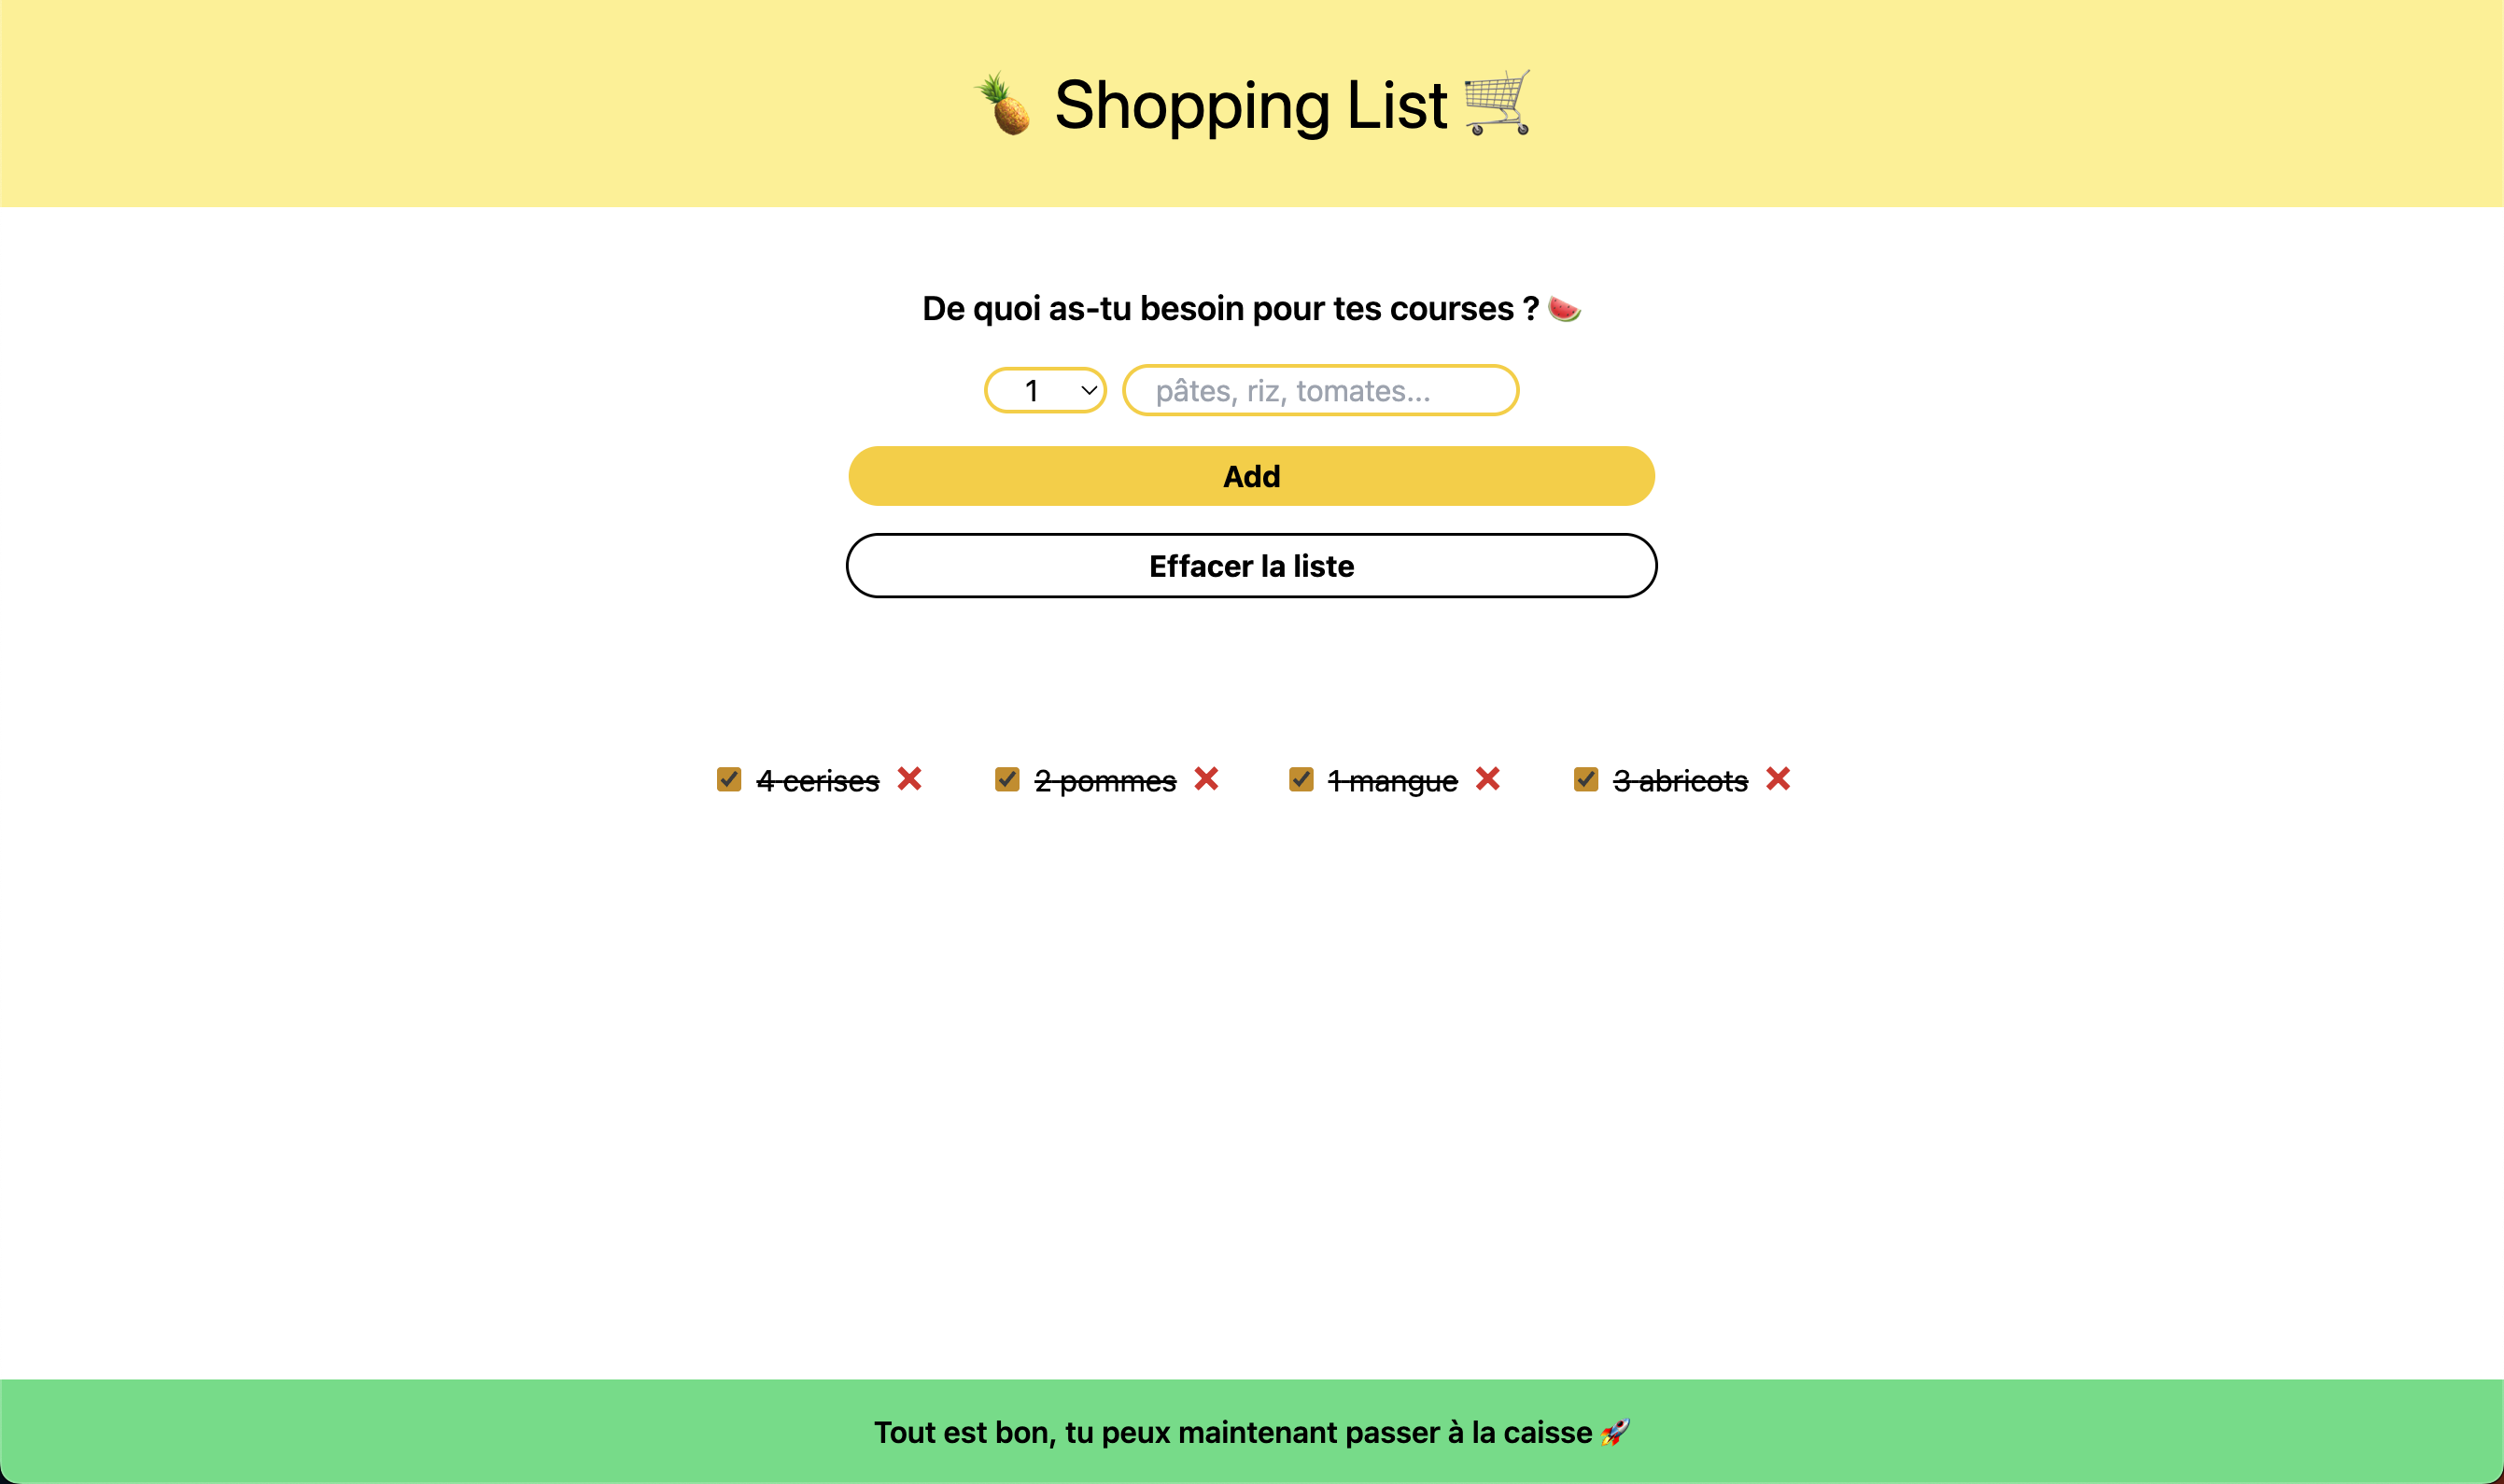 🍍 Shopping List 🛒
De quoi as-tu besoin pour tes courses ? 🍉
1 pâtes, riz, tomates...
Add
Effacer la liste
4 cerises ❌ 2 pommes ❌ 1 mangue ❌ 3 abricots ❌
Tout est bon, tu peux maintenant passer à la caisse 🚀